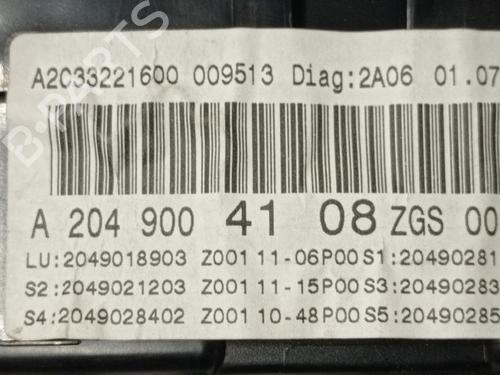 A2C33221600 009513 Diag:2A06 01.07
A 204 900 41 08 ZGS 00
LU:2049018903 Z001 11-06P00 S1:20490281
S2:2049021203 Z001 11-15P00 S3:20490283
S4:2049028402 Z001 10-48P00 S5:20490285
B-PARTS